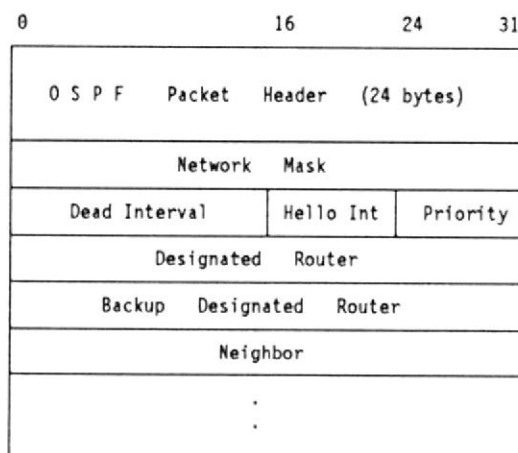 0 16 24 31
O S P F Packet Header (24 bytes)
Network Mask
Dead Interval Hello Int Priority
Designated Router
Backup Designated Router
Neighbor
.
.